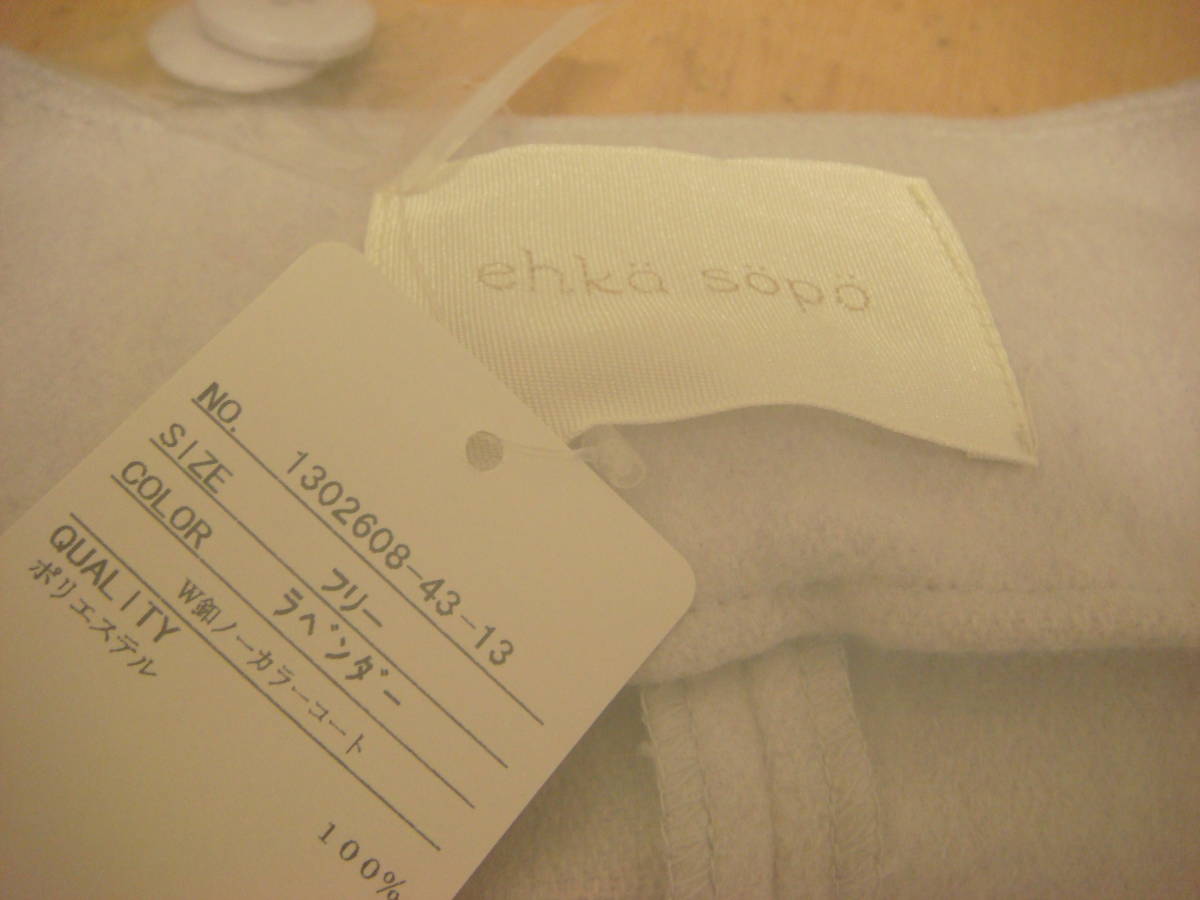 ehkä söpö
NO. 1302608-43-13
SIZE フリー
COLOR ラベンダー
W釦ノーカラーコート
QUALITY
ポリエステル 100%